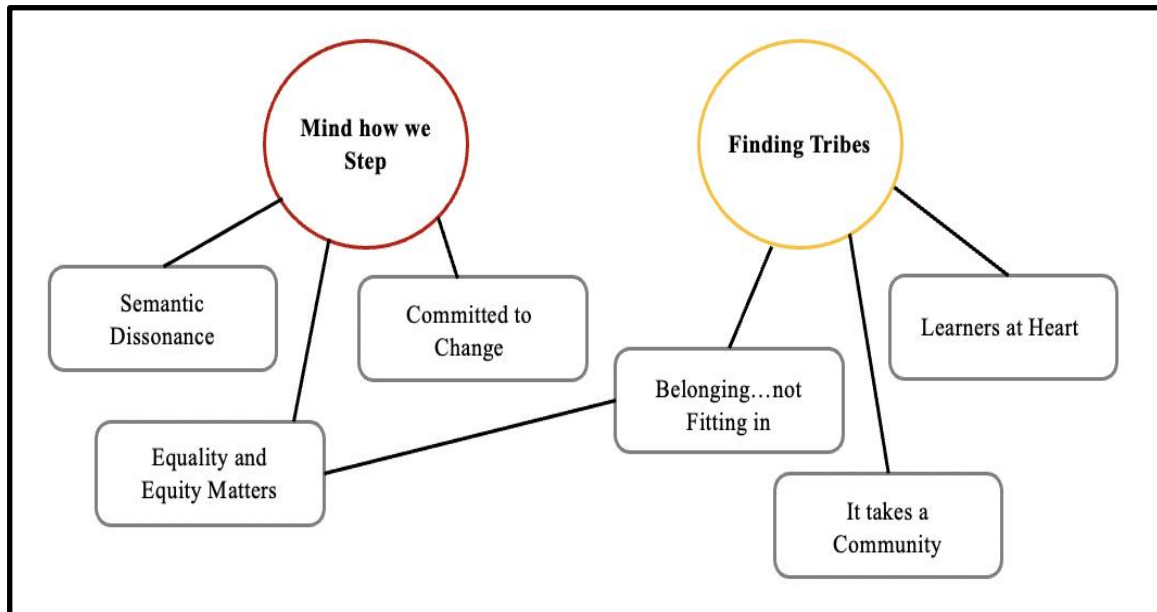 Mind how we
Step
Finding Tribes
Semantic
Dissonance
Committed to
Change
Learners at Heart
Belonging…not
Fitting in
Equality and
Equity Matters
It takes a
Community